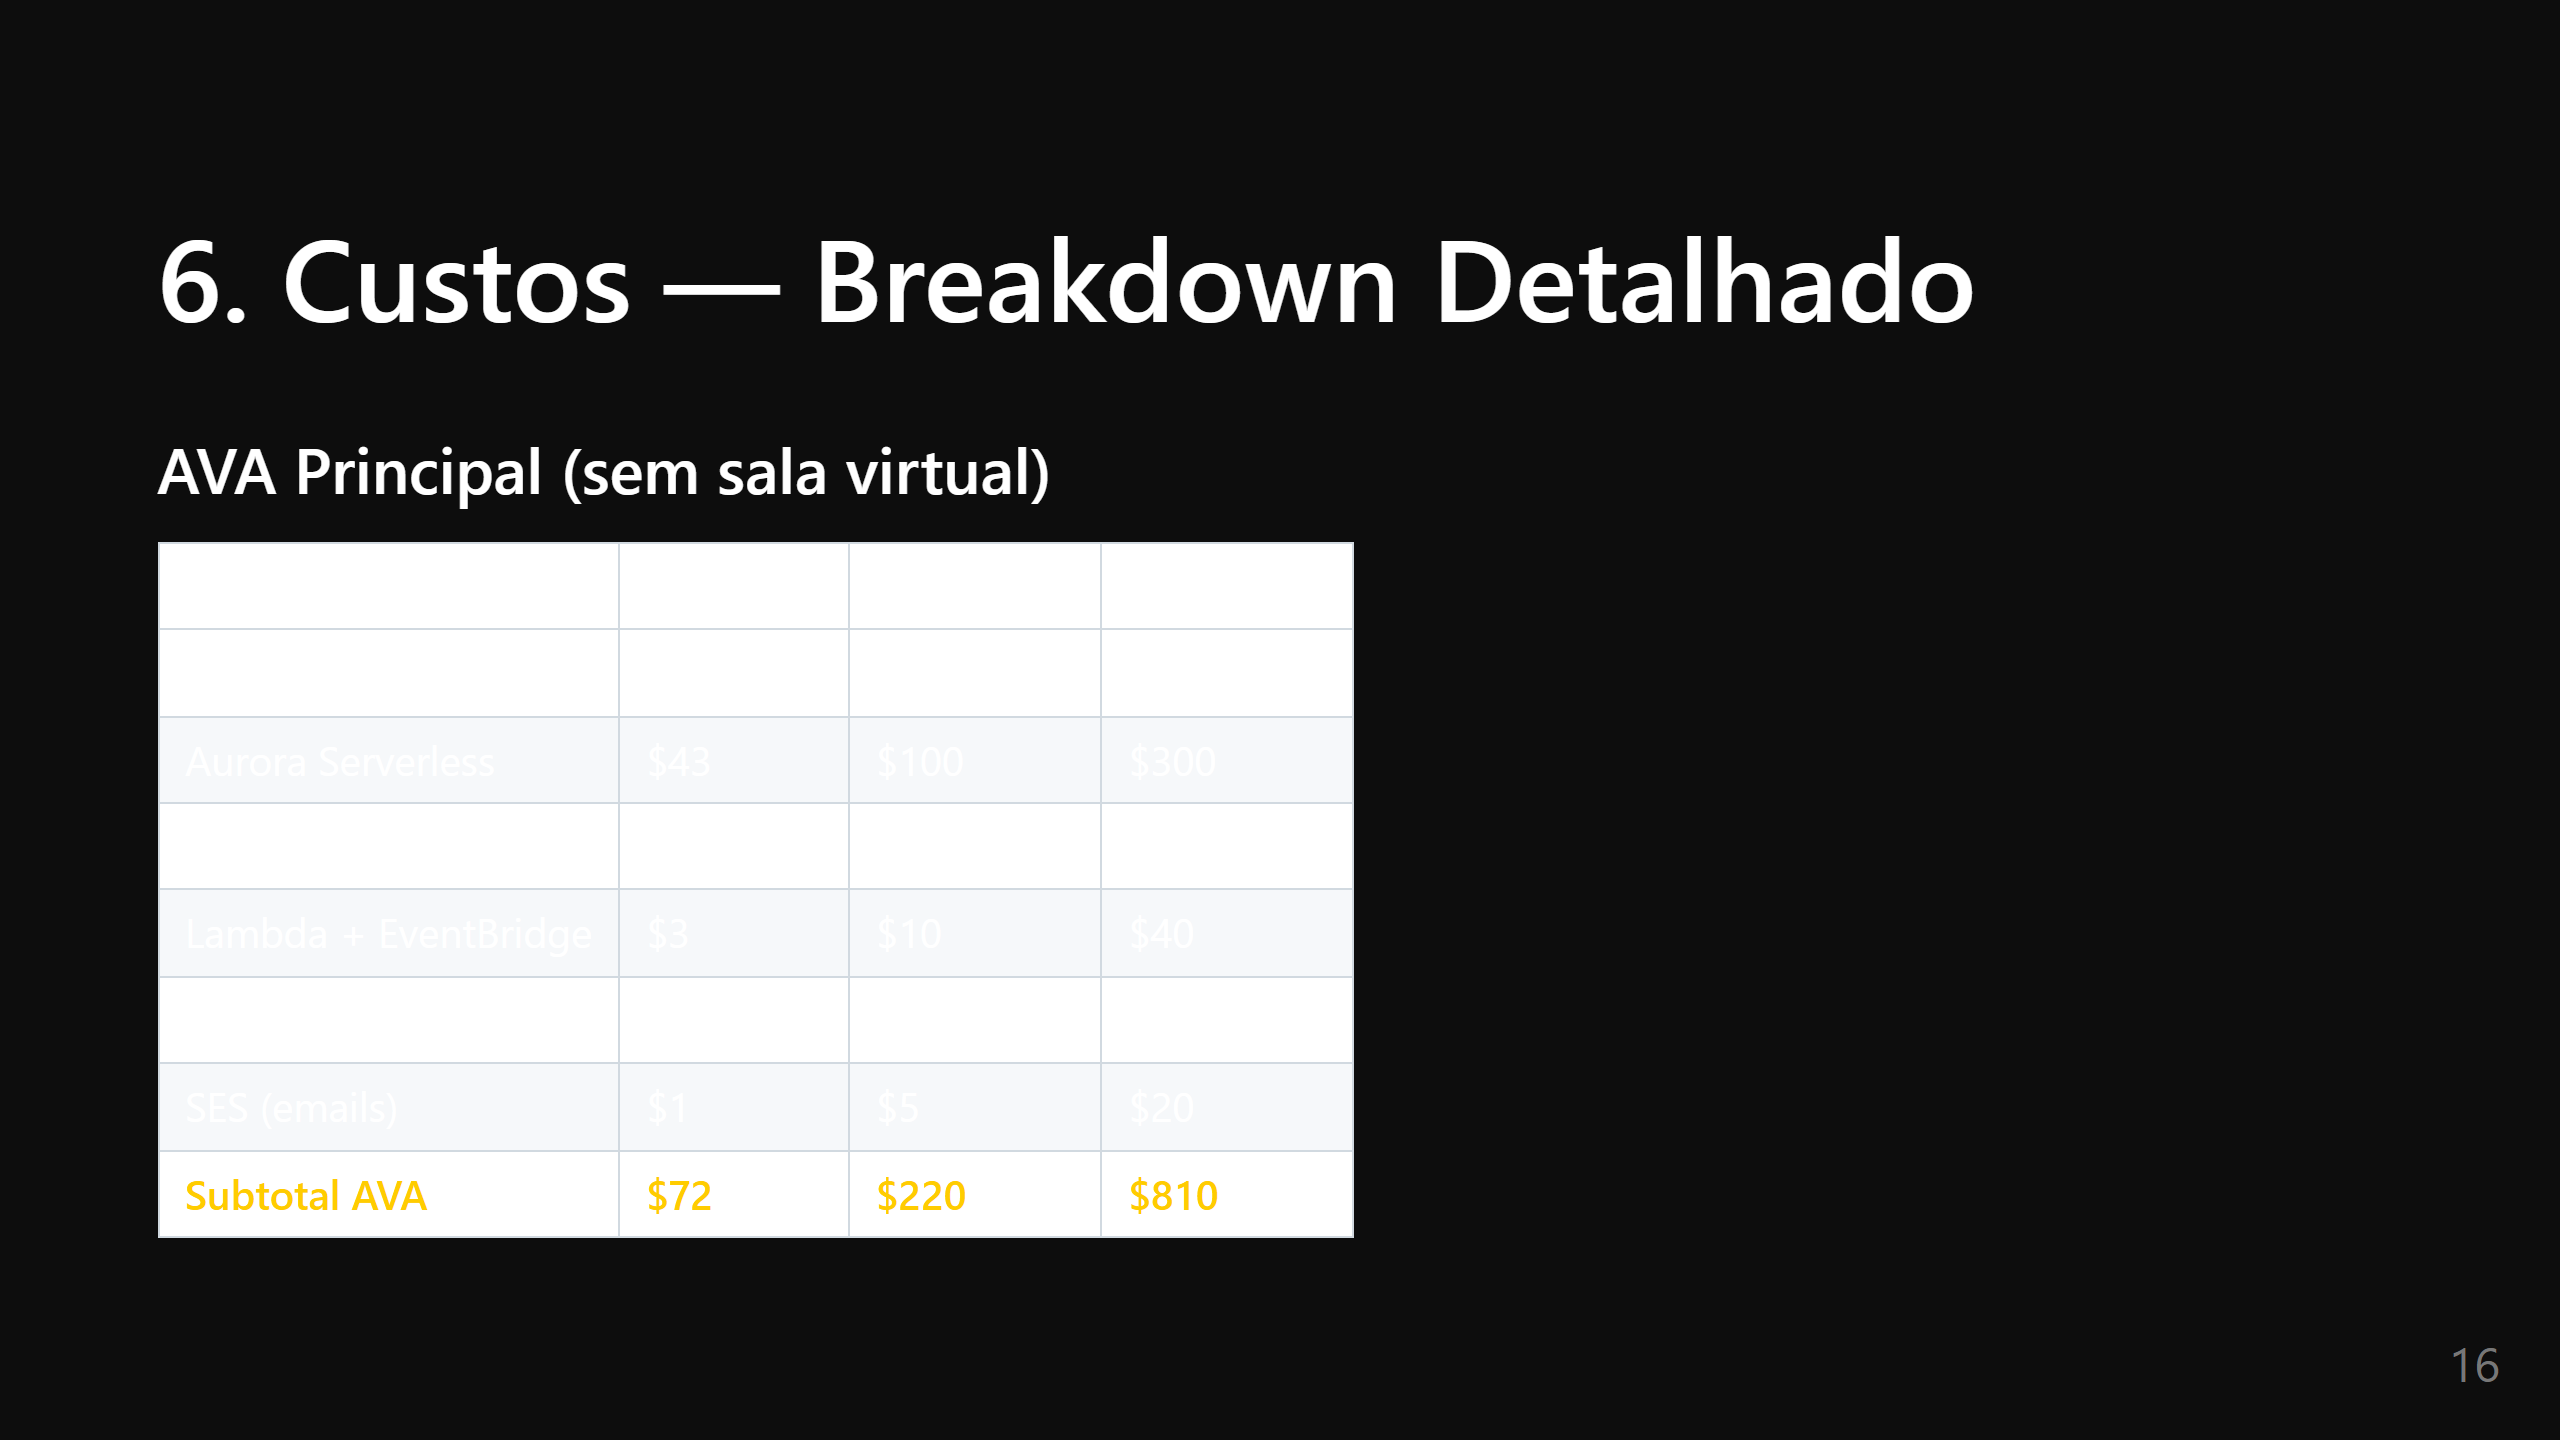 6. Custos — Breakdown Detalhado
AVA Principal (sem sala virtual)
Aurora Serverless $43 $100 $300
Lambda + EventBridge $3 $10 $40
SES (emails) $1 $5 $20
Subtotal AVA $72 $220 $810
16